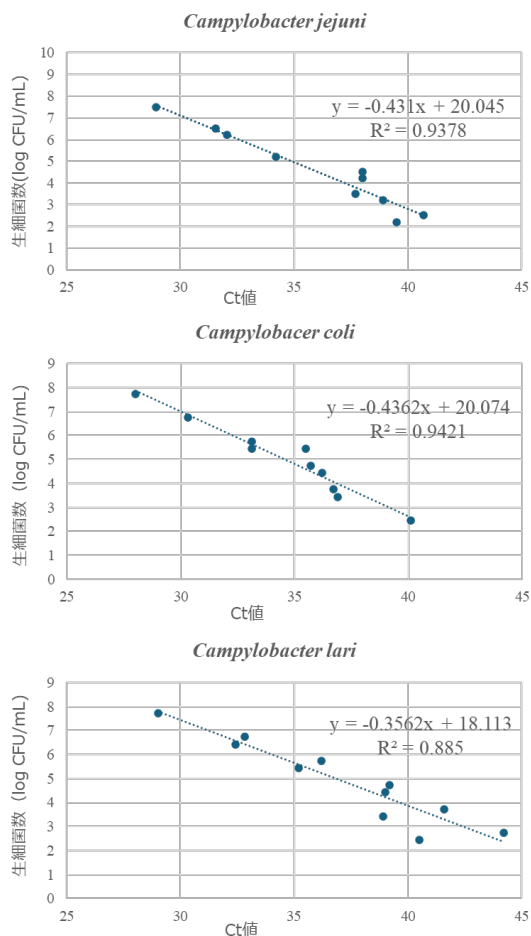 Campylobacter jejuni
10
9
8
7
6
5
4
3
2
1
0
生細菌数(log CFU/mL)
y = -0.431x + 20.045
R² = 0.9378
25 30 35 40 45
Ct値
Campylobacer coli
9
8
7
6
5
4
3
2
1
0
生細菌数（log CFU/mL）
y = -0.4362x + 20.074
R² = 0.9421
25 30 35 40 45
Ct値
Campylobacter lari
9
8
7
6
5
4
3
2
1
0
生細菌数（log CFU/mL）
y = -0.3562x + 18.113
R² = 0.885
25 30 35 40 45
Ct値